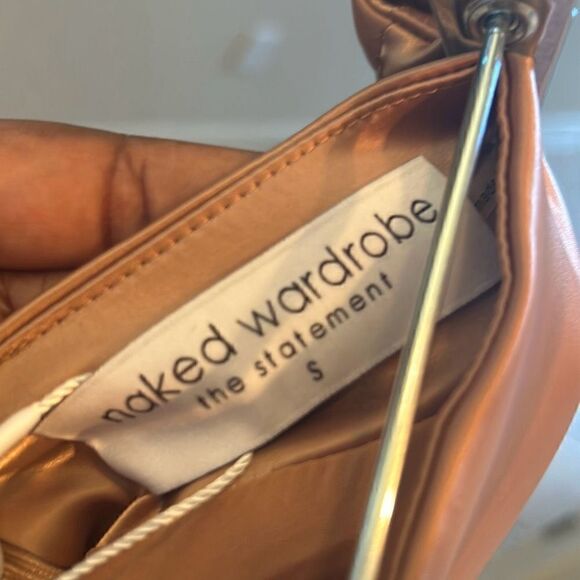 naked wardrobe
the statement
S